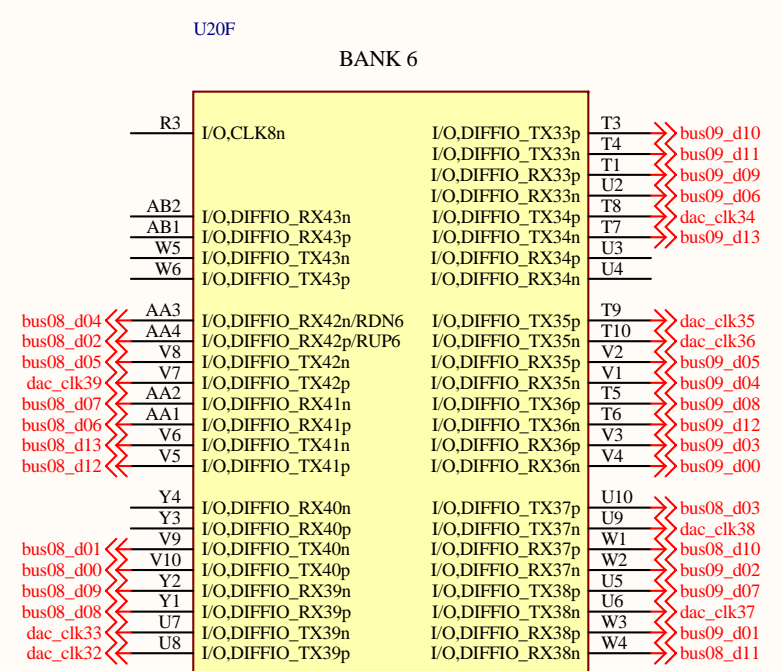 U20F
BANK 6
R3 I/O,CLK8n I/O,DIFFIO_TX33p T3 bus09_d10
I/O,DIFFIO_TX33n T4 bus09_d11
I/O,DIFFIO_RX33p T1 bus09_d09
I/O,DIFFIO_RX33n U2 bus09_d06
AB2 I/O,DIFFIO_RX43n I/O,DIFFIO_TX34p T8 dac_clk34
AB1 I/O,DIFFIO_RX43p I/O,DIFFIO_TX34n T7 bus09_d13
W5 I/O,DIFFIO_TX43n I/O,DIFFIO_RX34p U3
W6 I/O,DIFFIO_TX43p I/O,DIFFIO_RX34n U4
bus08_d04 AA3 I/O,DIFFIO_RX42n/RDN6 I/O,DIFFIO_TX35p T9 dac_clk35
bus08_d02 AA4 I/O,DIFFIO_RX42p/RUP6 I/O,DIFFIO_TX35n T10 dac_clk36
bus08_d05 V8 I/O,DIFFIO_TX42n I/O,DIFFIO_RX35p V2 bus09_d05
dac_clk39 V7 I/O,DIFFIO_TX42p I/O,DIFFIO_RX35n V1 bus09_d04
bus08_d07 AA2 I/O,DIFFIO_RX41n I/O,DIFFIO_TX36p T5 bus09_d08
bus08_d06 AA1 I/O,DIFFIO_RX41p I/O,DIFFIO_TX36n T6 bus09_d12
bus08_d13 V6 I/O,DIFFIO_TX41n I/O,DIFFIO_RX36p V3 bus09_d03
bus08_d12 V5 I/O,DIFFIO_TX41p I/O,DIFFIO_RX36n V4 bus09_d00
Y4 I/O,DIFFIO_RX40n I/O,DIFFIO_TX37p U10 bus08_d03
Y3 I/O,DIFFIO_RX40p I/O,DIFFIO_TX37n U9 dac_clk38
bus08_d01 V9 I/O,DIFFIO_TX40n I/O,DIFFIO_RX37p W1 bus08_d10
bus08_d00 V10 I/O,DIFFIO_TX40p I/O,DIFFIO_RX37n W2 bus09_d02
bus08_d09 Y2 I/O,DIFFIO_RX39n I/O,DIFFIO_TX38p U5 bus09_d07
bus08_d08 Y1 I/O,DIFFIO_RX39p I/O,DIFFIO_TX38n U6 dac_clk37
dac_clk33 U7 I/O,DIFFIO_TX39n I/O,DIFFIO_RX38p W3 bus09_d01
dac_clk32 U8 I/O,DIFFIO_TX39p I/O,DIFFIO_RX38n W4 bus08_d11